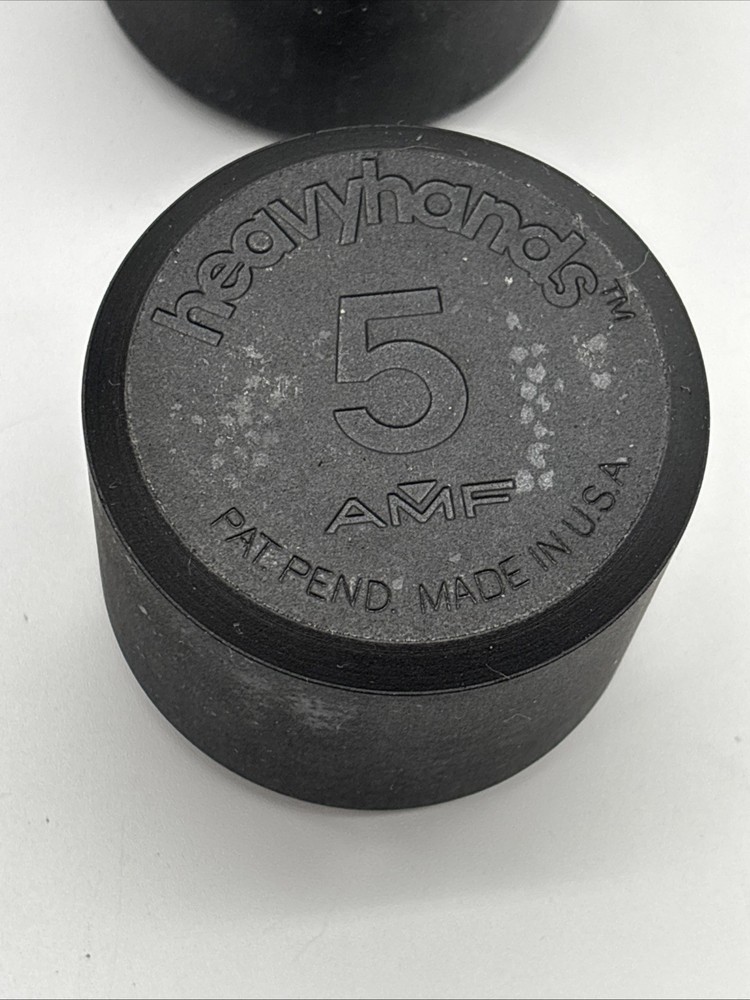 heavyhands™
5
AMF
PAT. PEND. MADE IN U.S.A